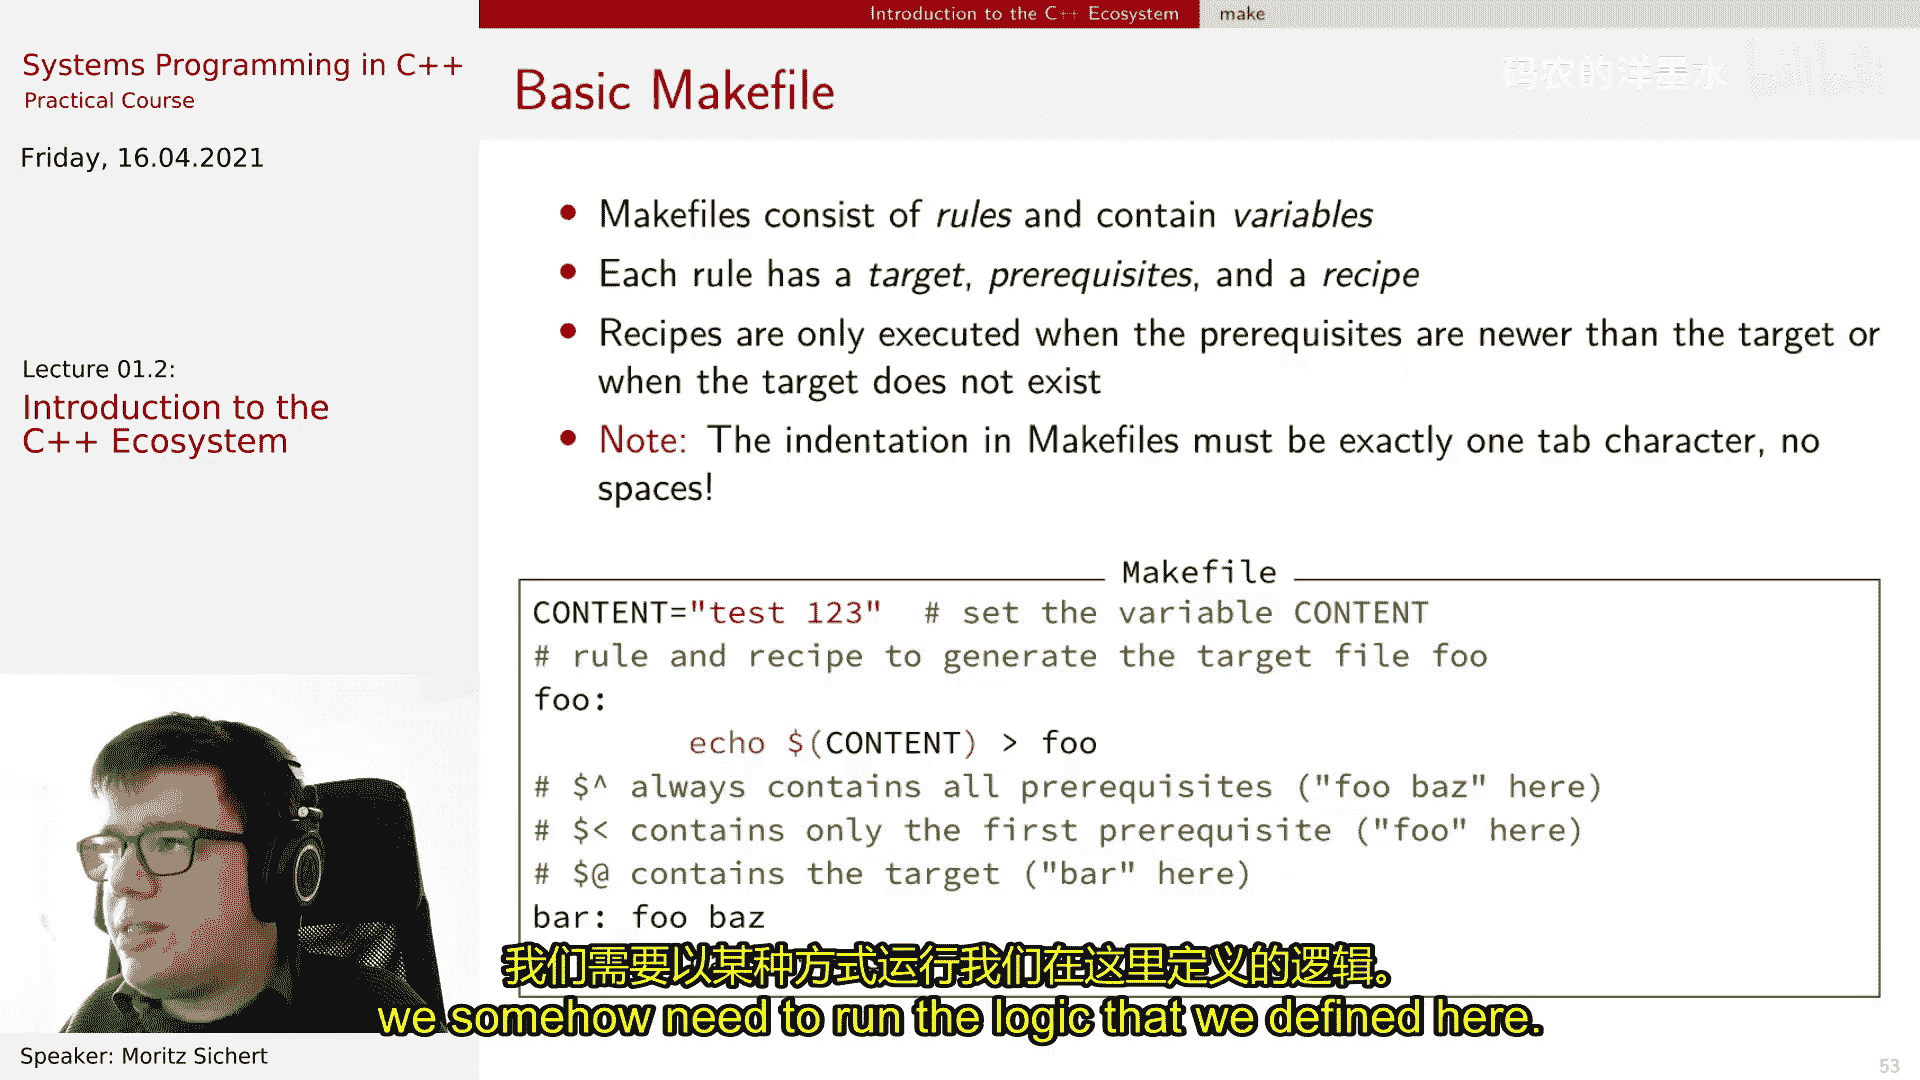 Introduction to the C++ Ecosystem make
Systems Programming in C++
Practical Course
Friday, 16.04.2021
Lecture 01.2:
Introduction to the
C++ Ecosystem
Speaker: Moritz Sichert
码农的洋墨水 bilibili
Basic Makefile
• Makefiles consist of rules and contain variables
• Each rule has a target, prerequisites, and a recipe
• Recipes are only executed when the prerequisites are newer than the target or
when the target does not exist
• Note: The indentation in Makefiles must be exactly one tab character, no
spaces!
Makefile
CONTENT="test 123" # set the variable CONTENT
# rule and recipe to generate the target file foo
foo:
echo $(CONTENT) > foo
# $^ always contains all prerequisites ("foo baz" here)
# $< contains only the first prerequisite ("foo" here)
# $@ contains the target ("bar" here)
bar: foo baz
我们需要以某种方式运行我们在这里定义的逻辑。
we somehow need to run the logic that we defined here.
53